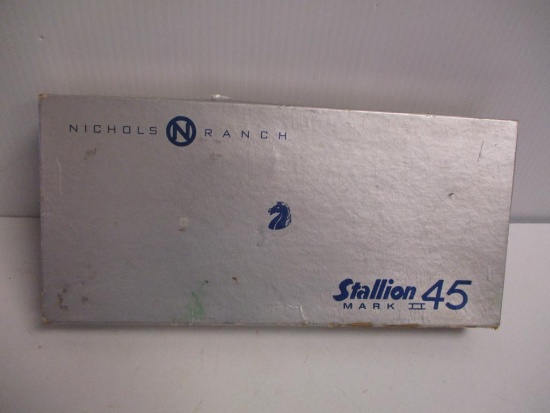 NICHOLS N RANCH
Stallion 45
MARK II